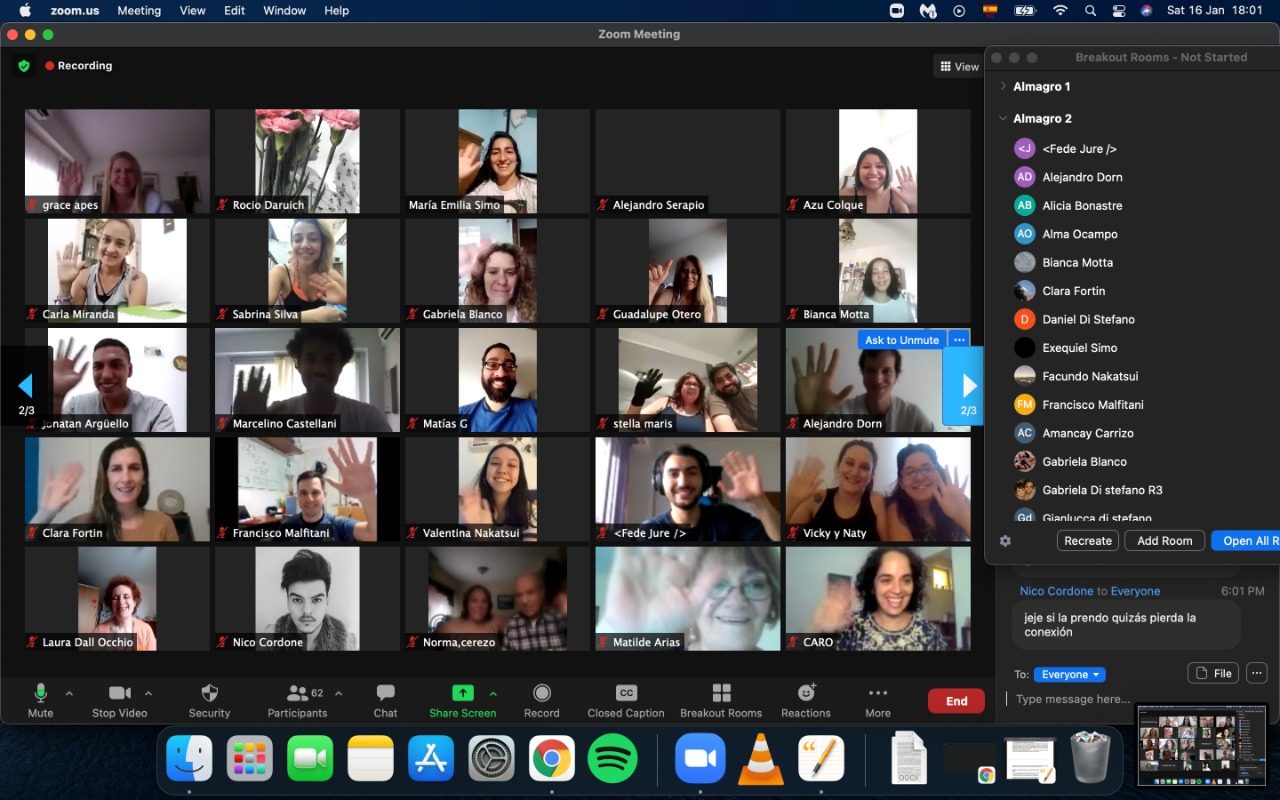 zoom.us Meeting View Edit Window Help Sat 16 Jan 18:01
Zoom Meeting
Recording
View
grace apes
Rocio Daruich
María Emilia Simo
Alejandro Serapio
Azu Colque
Carla Miranda
Sabrina Silva
Gabriela Blanco
Guadalupe Otero
Bianca Motta
Ask to Unmute
2/3
Jonatan Argüello
Marcelino Castellani
Matías G
stella maris
Alejandro Dorn
2/3
Clara Fortin
Francisco Malfitani
Valentina Nakatsui
<Fede Jure />
Vicky y Naty
Laura Dall Occhio
Nico Cordone
Norma,cerezo
Matilde Arias
CARO
Mute
Stop Video
Security
62
Participants
Chat
Share Screen
Record
CC
Closed Caption
Breakout Rooms
Reactions
More
End
Breakout Rooms - Not Started
Almagro 1
Almagro 2
<J <Fede Jure />
AD Alejandro Dorn
AB Alicia Bonastre
AO Alma Ocampo
Bianca Motta
Clara Fortin
D Daniel Di Stefano
Exequiel Simo
Facundo Nakatsui
FM Francisco Malfitani
AC Amancay Carrizo
Gabriela Blanco
Gabriela Di stefano R3
Gd Gianlucca di stefano
Recreate Add Room Open All R
Nico Cordone to Everyone 6:01 PM
jeje si la prendo quizás pierda la
conexión
To: Everyone File
Type message here...
DOCX